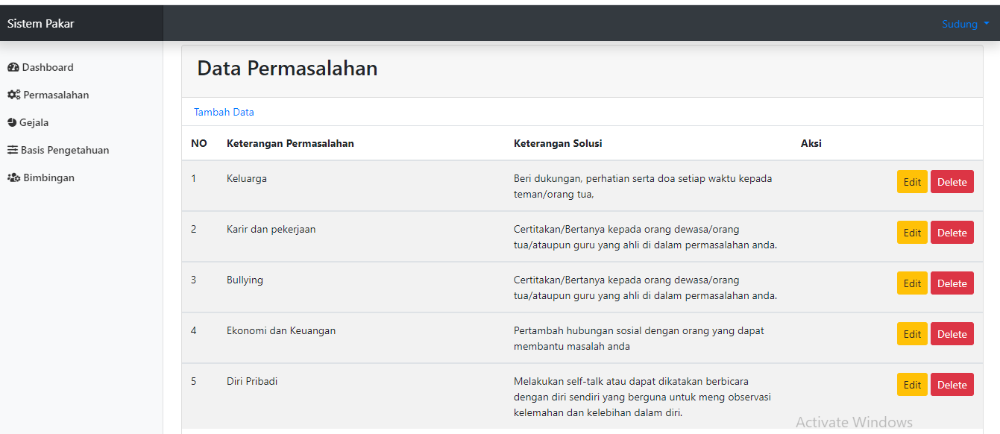 Sistem Pakar
Sudung
Dashboard
Permasalahan
Gejala
Basis Pengetahuan
Bimbingan
Data Permasalahan
Tambah Data
NO Keterangan Permasalahan Keterangan Solusi Aksi
1 Keluarga Beri dukungan, perhatian serta doa setiap waktu kepada Edit Delete
teman/orang tua,
2 Karir dan pekerjaan Certitakan/Bertanya kepada orang dewasa/orang Edit Delete
tua/ataupun guru yang ahli di dalam permasalahan anda.
3 Bullying Certitakan/Bertanya kepada orang dewasa/orang Edit Delete
tua/ataupun guru yang ahli di dalam permasalahan anda.
4 Ekonomi dan Keuangan Pertambah hubungan sosial dengan orang yang dapat Edit Delete
membantu masalah anda
5 Diri Pribadi Melakukan self-talk atau dapat dikatakan berbicara Edit Delete
dengan diri sendiri yang berguna untuk meng observasi
kelemahan dan kelebihan dalam diri.
Activate Windows